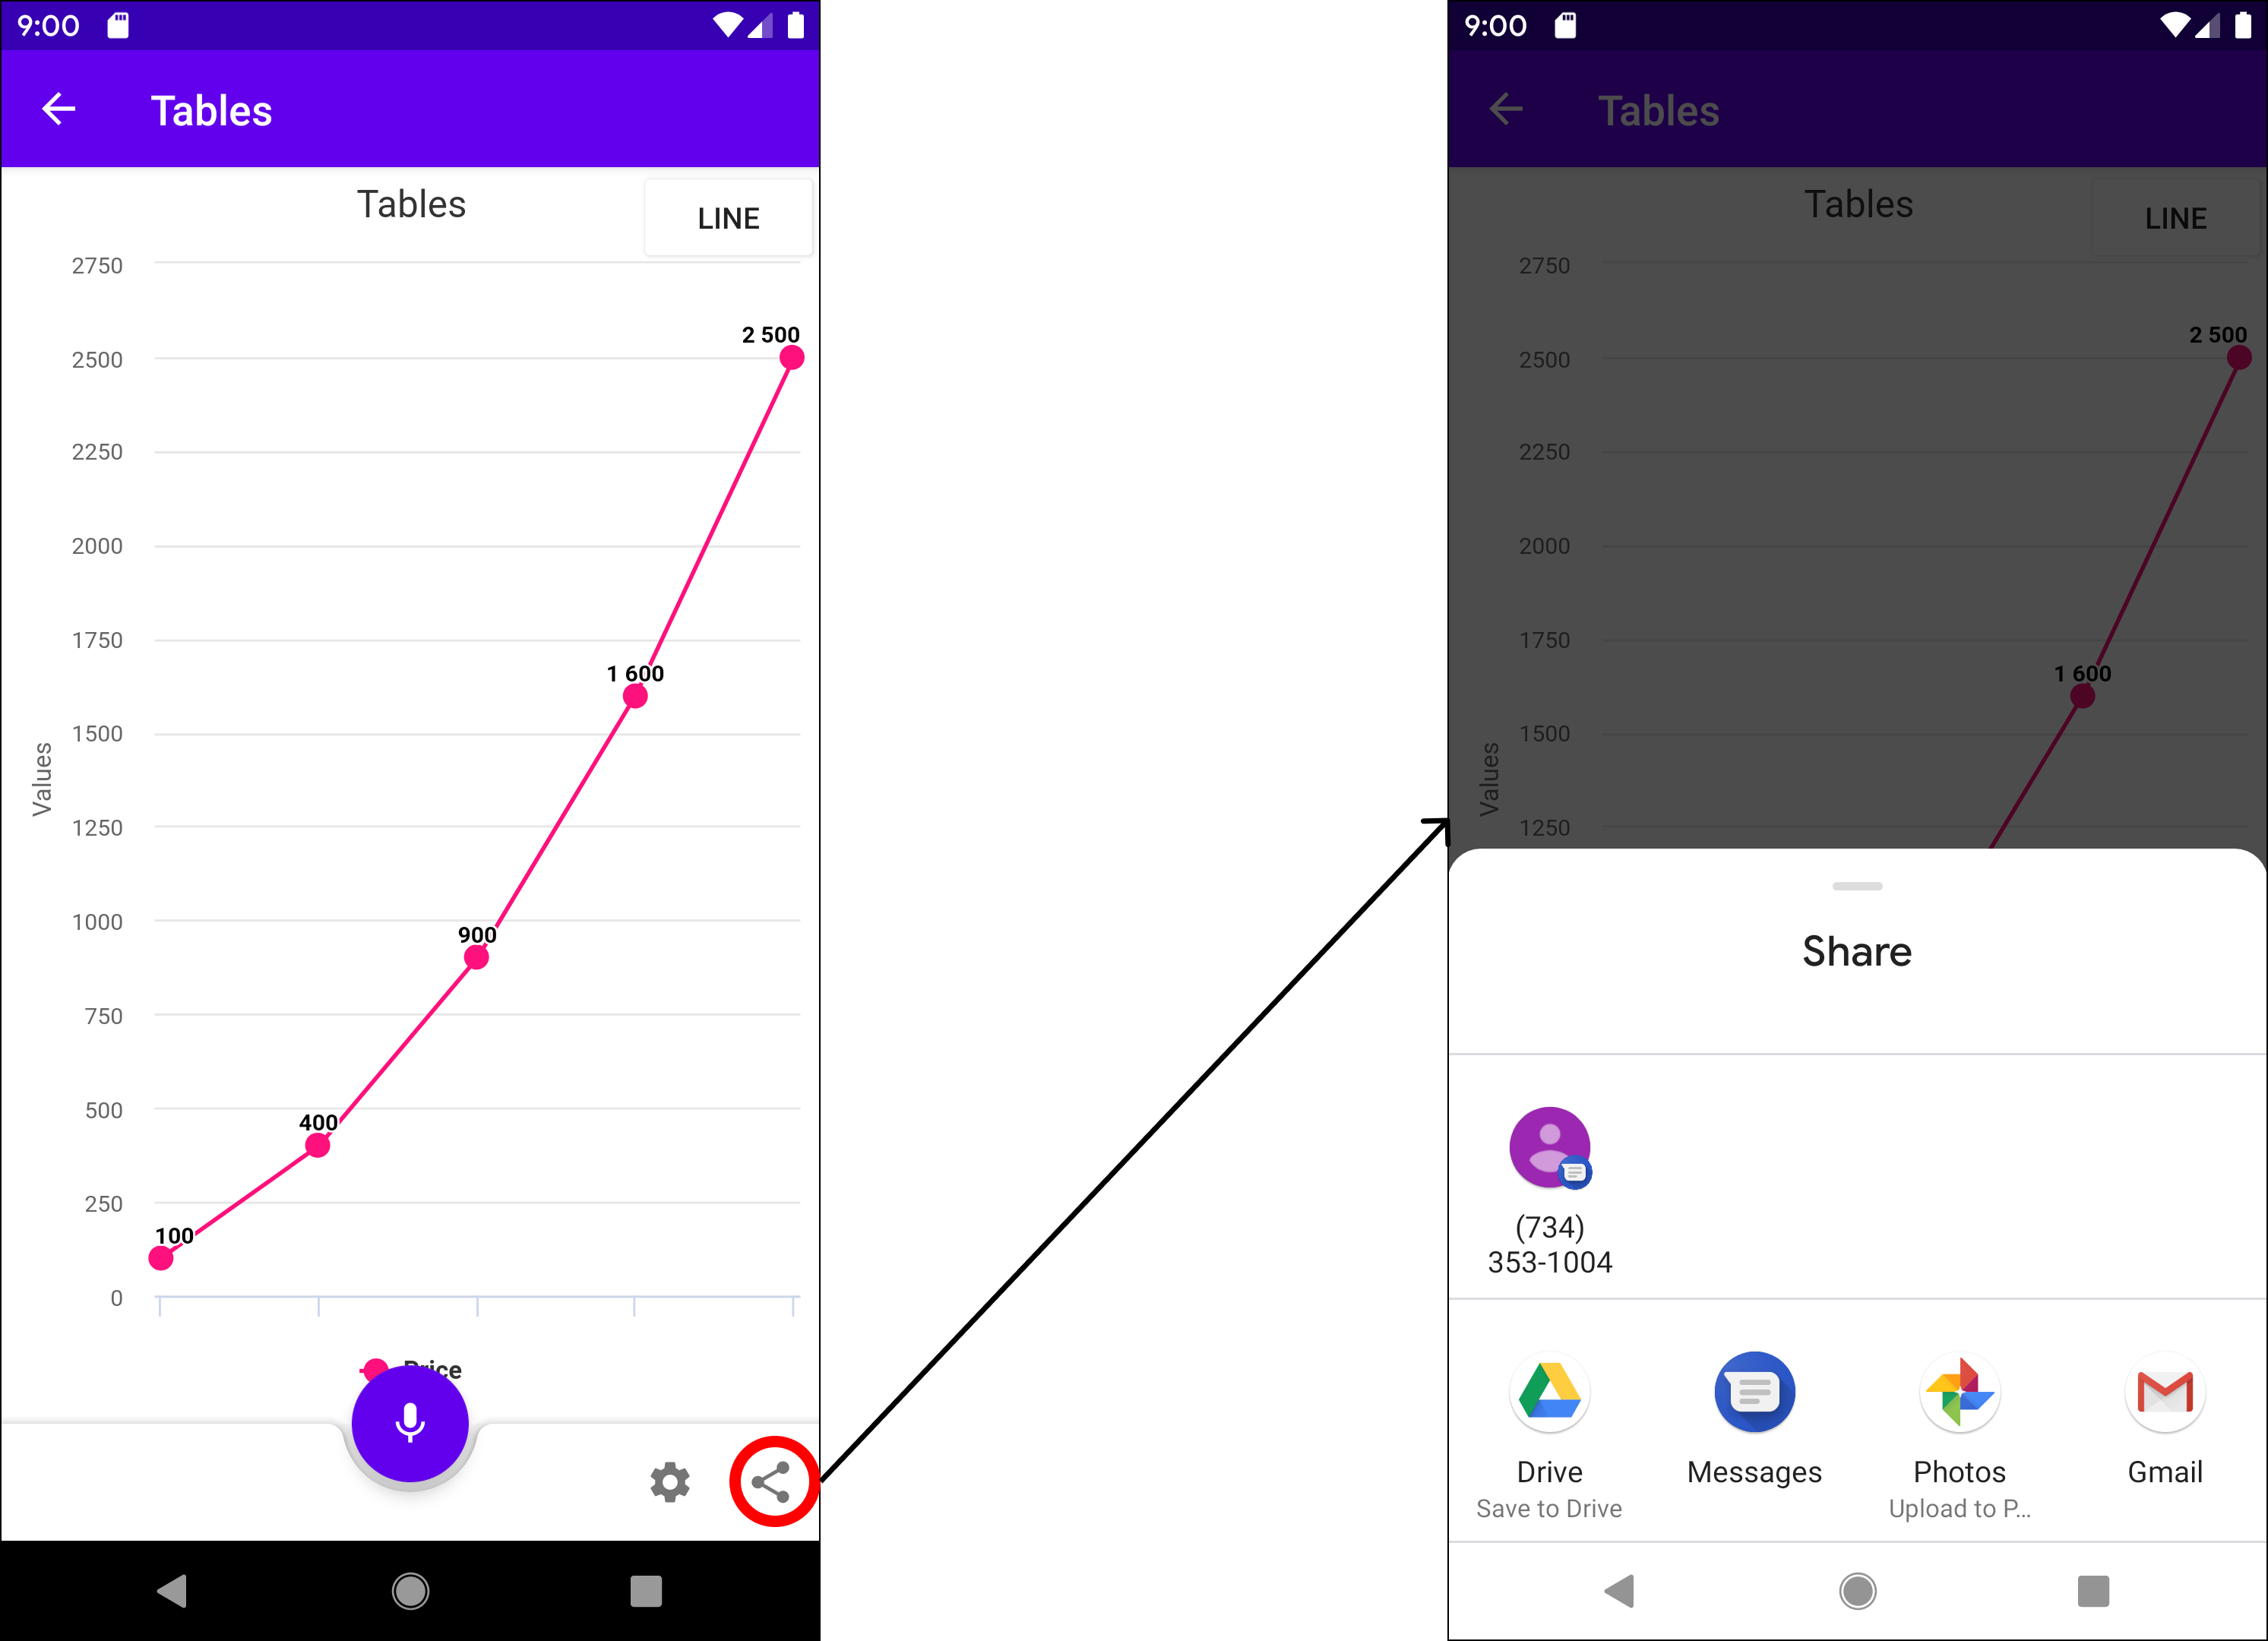 9:00
Tables
Tables
LINE
2750
2 500
2500
2250
2000
1750
1 600
1500
Values
1250
1000
900
750
500
400
250
100
0
Price
9:00
Tables
Tables
LINE
2750
2 500
2500
2250
2000
1750
1 600
1500
Values
1250
Share
(734)
353-1004
Drive
Messages
Photos
Gmail
Save to Drive
Upload to P...